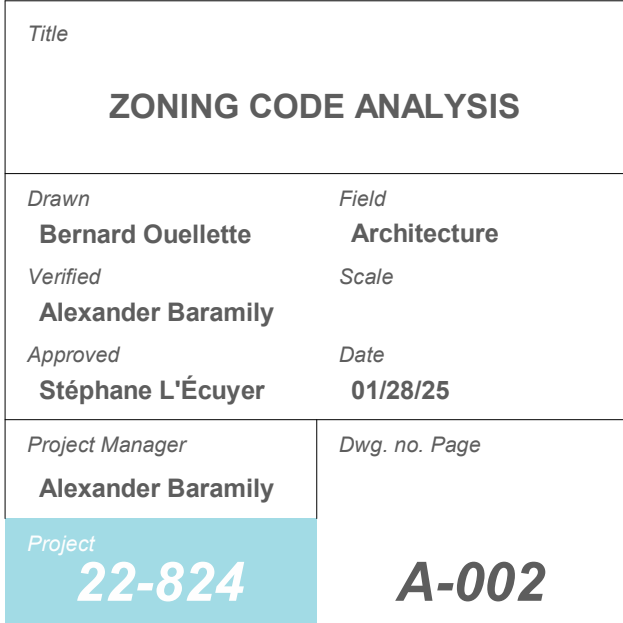 Title
ZONING CODE ANALYSIS
Drawn
Bernard Ouellette
Field
Architecture
Verified
Alexander Baramily
Scale
Approved
Stéphane L'Écuyer
Date
01/28/25
Project Manager
Alexander Baramily
Dwg. no. Page
Project
22-824
A-002